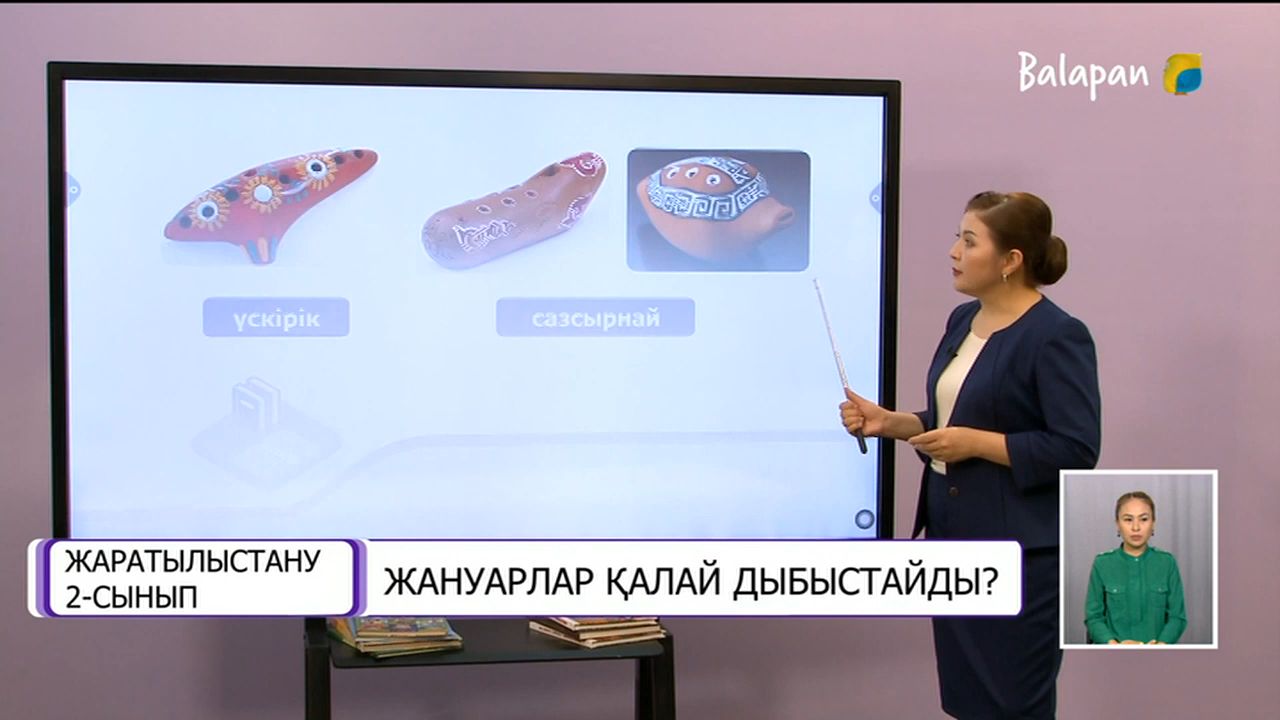 Balapan
үскірік
сазсырнай
ЖАРАТЫЛЫСТАНУ
2-СЫНЫП
ЖАНУАРЛАР ҚАЛАЙ ДЫБЫСТАЙДЫ?